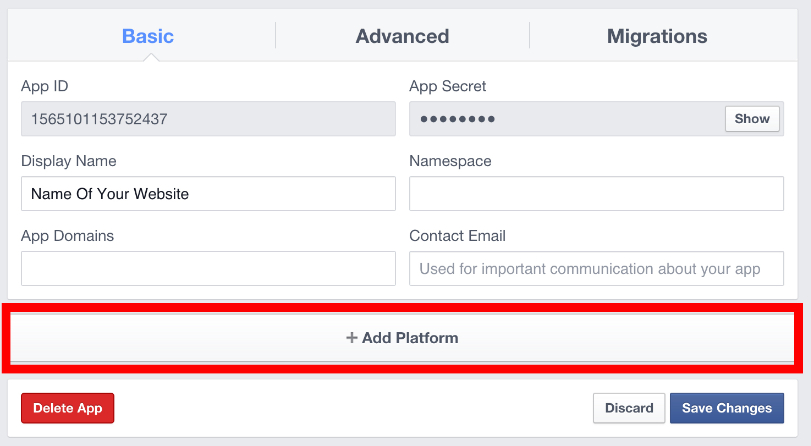 Basic Advanced Migrations
App ID App Secret
1565101153752437 ●●●●●●●● Show
Display Name Namespace
Name Of Your Website
App Domains Contact Email
Used for important communication about your app
+ Add Platform
Delete App Discard Save Changes